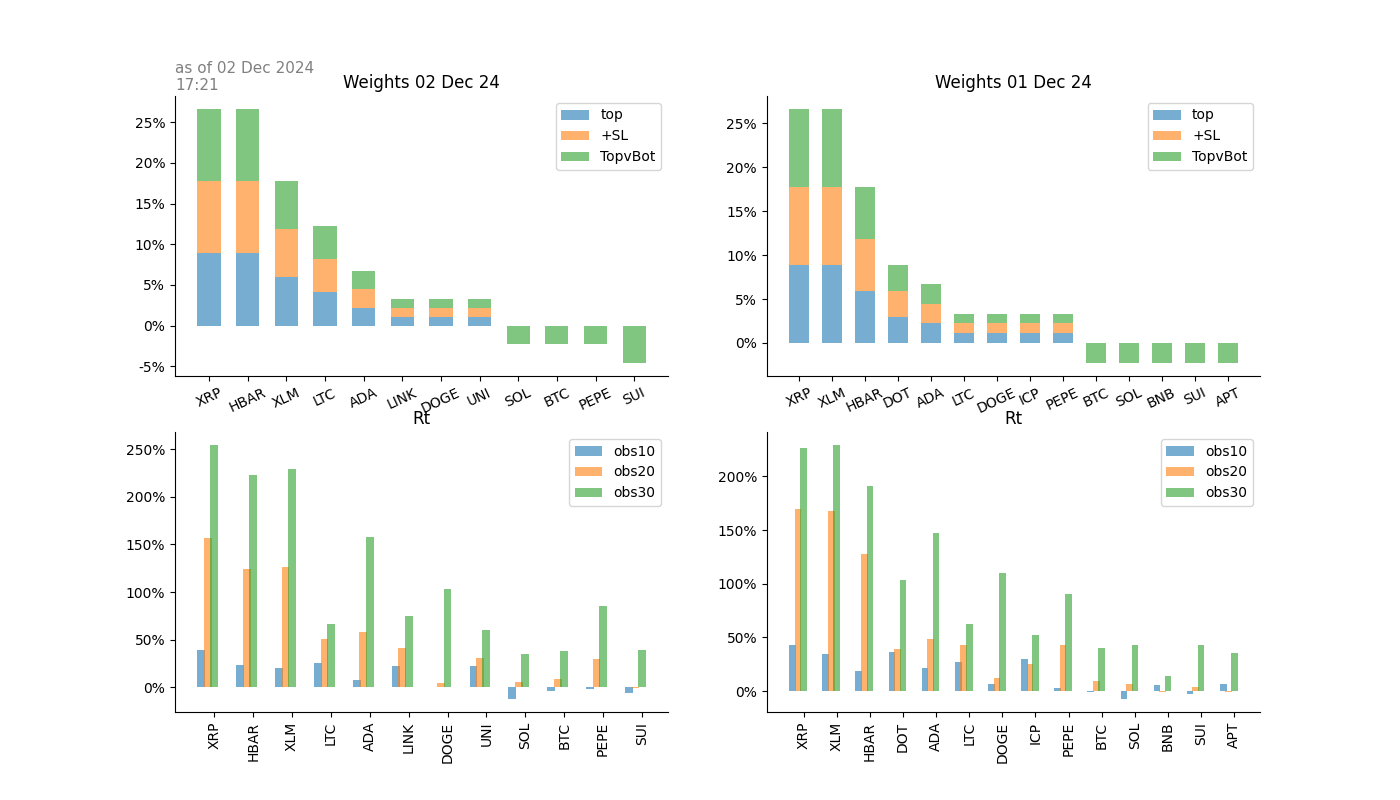 as of 02 Dec 2024
17:21
Weights 02 Dec 24
25%
20%
15%
10%
5%
0%
-5%
top
+SL
TopvBot
XRP HBAR XLM LTC ADA LINK DOGE UNI SOL BTC PEPE SUI
Weights 01 Dec 24
25%
20%
15%
10%
5%
0%
top
+SL
TopvBot
XRP XLM HBAR DOT ADA LTC DOGE ICP PEPE BTC SOL BNB SUI APT
Rt
250%
200%
150%
100%
50%
0%
obs10
obs20
obs30
XRP HBAR XLM LTC ADA LINK DOGE UNI SOL BTC PEPE SUI
Rt
200%
150%
100%
50%
0%
obs10
obs20
obs30
XRP XLM HBAR DOT ADA LTC DOGE ICP PEPE BTC SOL BNB SUI APT